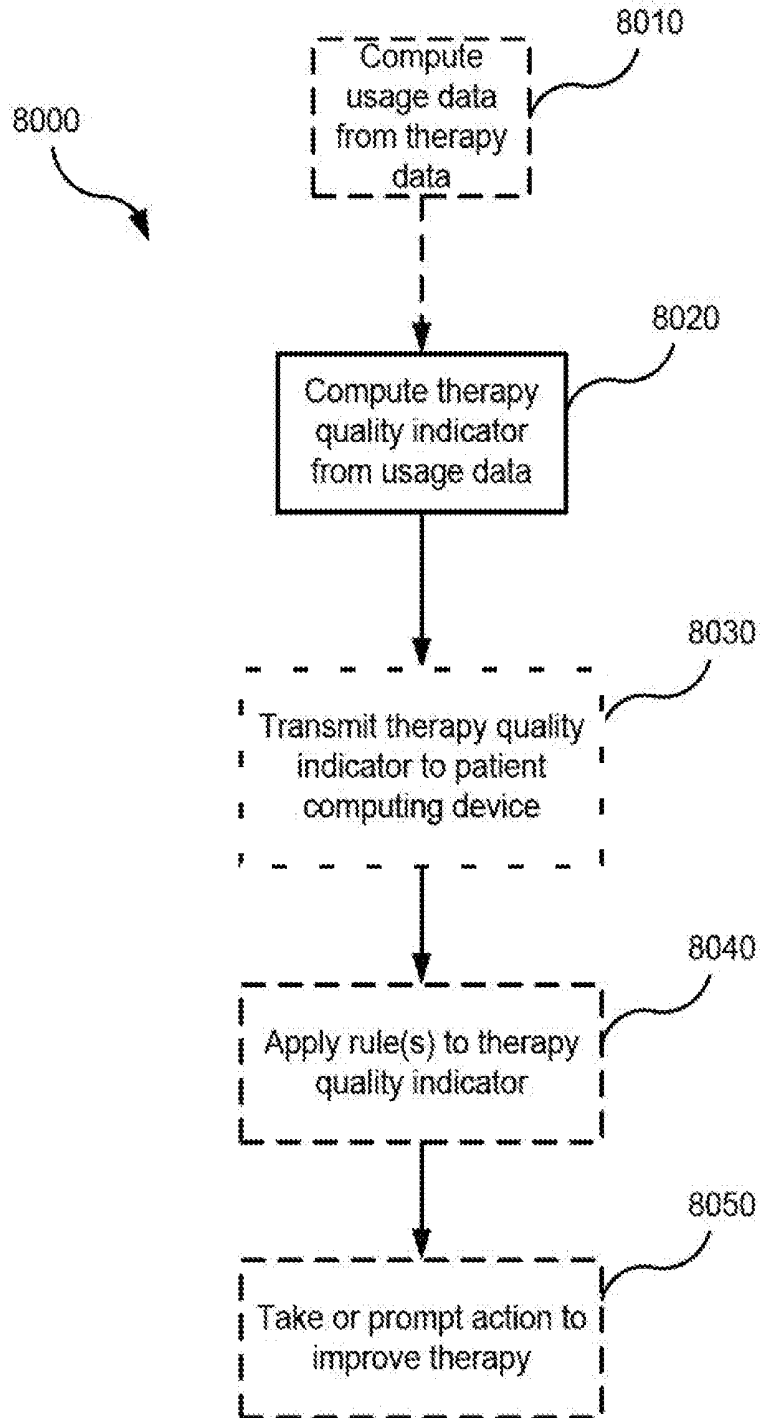 8010
Compute
usage data
from therapy
data
8000
8020
Compute therapy
quality indicator
from usage data
8030
Transmit therapy quality
indicator to patient
computing device
8040
Apply rule(s) to therapy
quality indicator
8050
Take or prompt action to
improve therapy